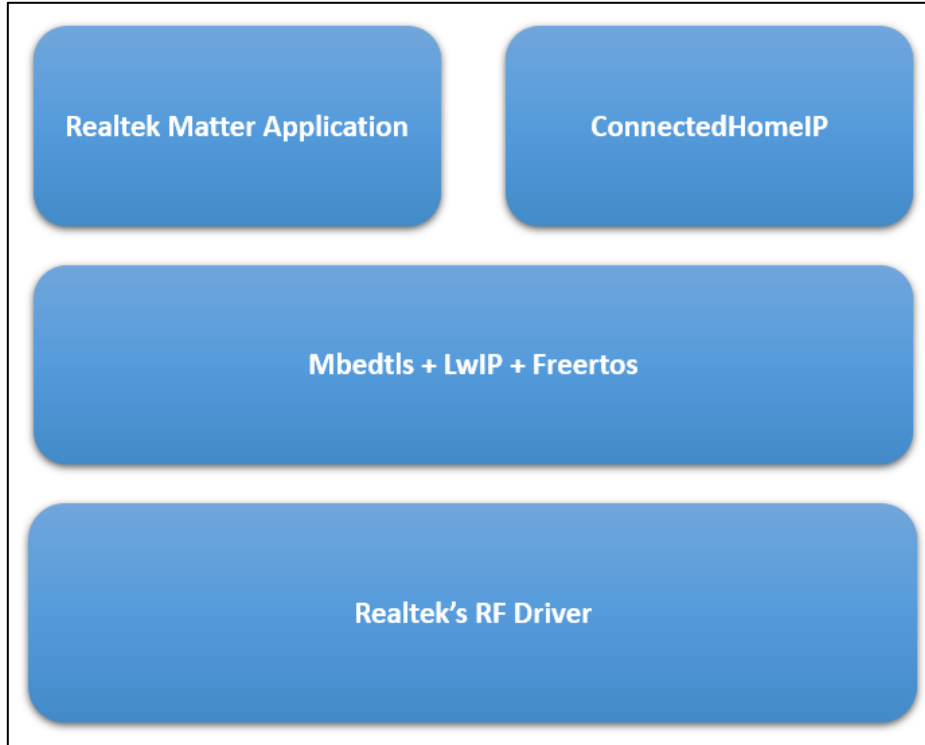 Realtek Matter Application
ConnectedHomeIP
Mbedtls + LwIP + Freertos
Realtek’s RF Driver